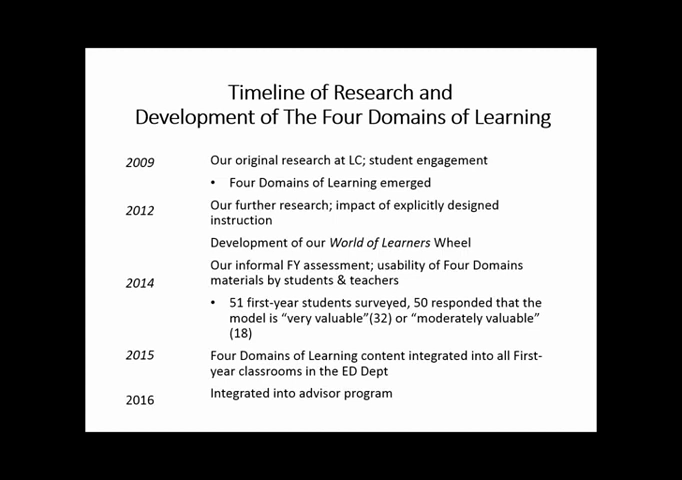 Timeline of Research and
Development of The Four Domains of Learning
2009 Our original research at LC; student engagement
• Four Domains of Learning emerged
2012 Our further research; impact of explicitly designed
instruction
Development of our World of Learners Wheel
2014 Our informal FY assessment; usability of Four Domains
materials by students & teachers
• 51 first-year students surveyed, 50 responded that the
model is “very valuable”(32) or “moderately valuable”
(18)
2015 Four Domains of Learning content integrated into all First-
year classrooms in the ED Dept
2016 Integrated into advisor program